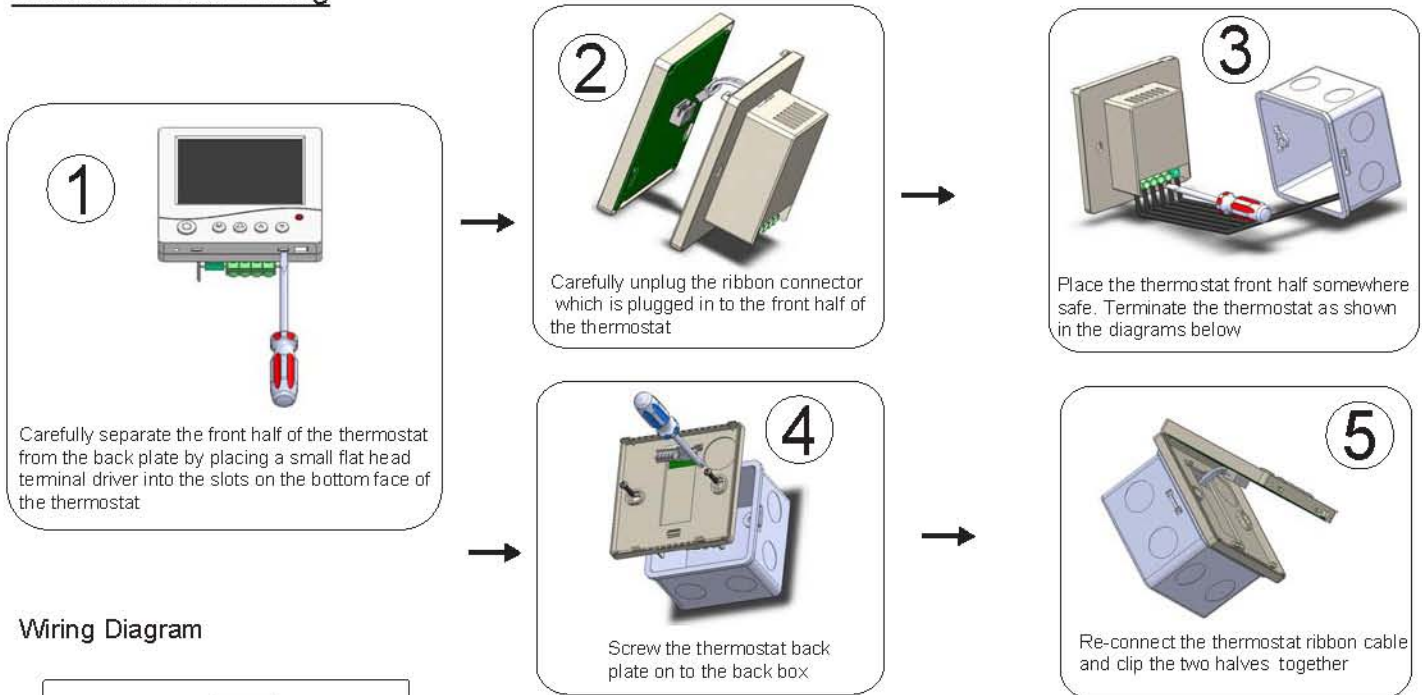 1
Carefully separate the front half of the thermostat
from the back plate by placing a small flat head
terminal driver into the slots on the bottom face of
the thermostat
2
Carefully unplug the ribbon connector
which is plugged in to the front half of
the thermostat
3
Place the thermostat front half somewhere
safe. Terminate the thermostat as shown
in the diagrams below
4
Screw the thermostat back
plate on to the back box
5
Re-connect the thermostat ribbon cable
and clip the two halves together
Wiring Diagram